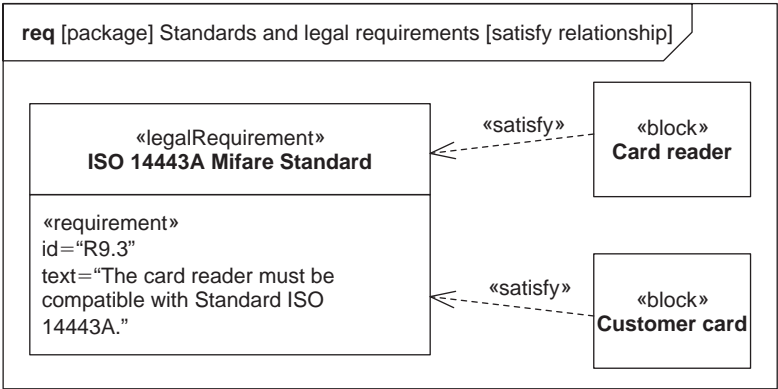 req [package] Standards and legal requirements [satisfy relationship]
«legalRequirement»
ISO 14443A Mifare Standard
«requirement»
id=“R9.3”
text=“The card reader must be
compatible with Standard ISO
14443A.”
«satisfy»
«block»
Card reader
«satisfy»
«block»
Customer card